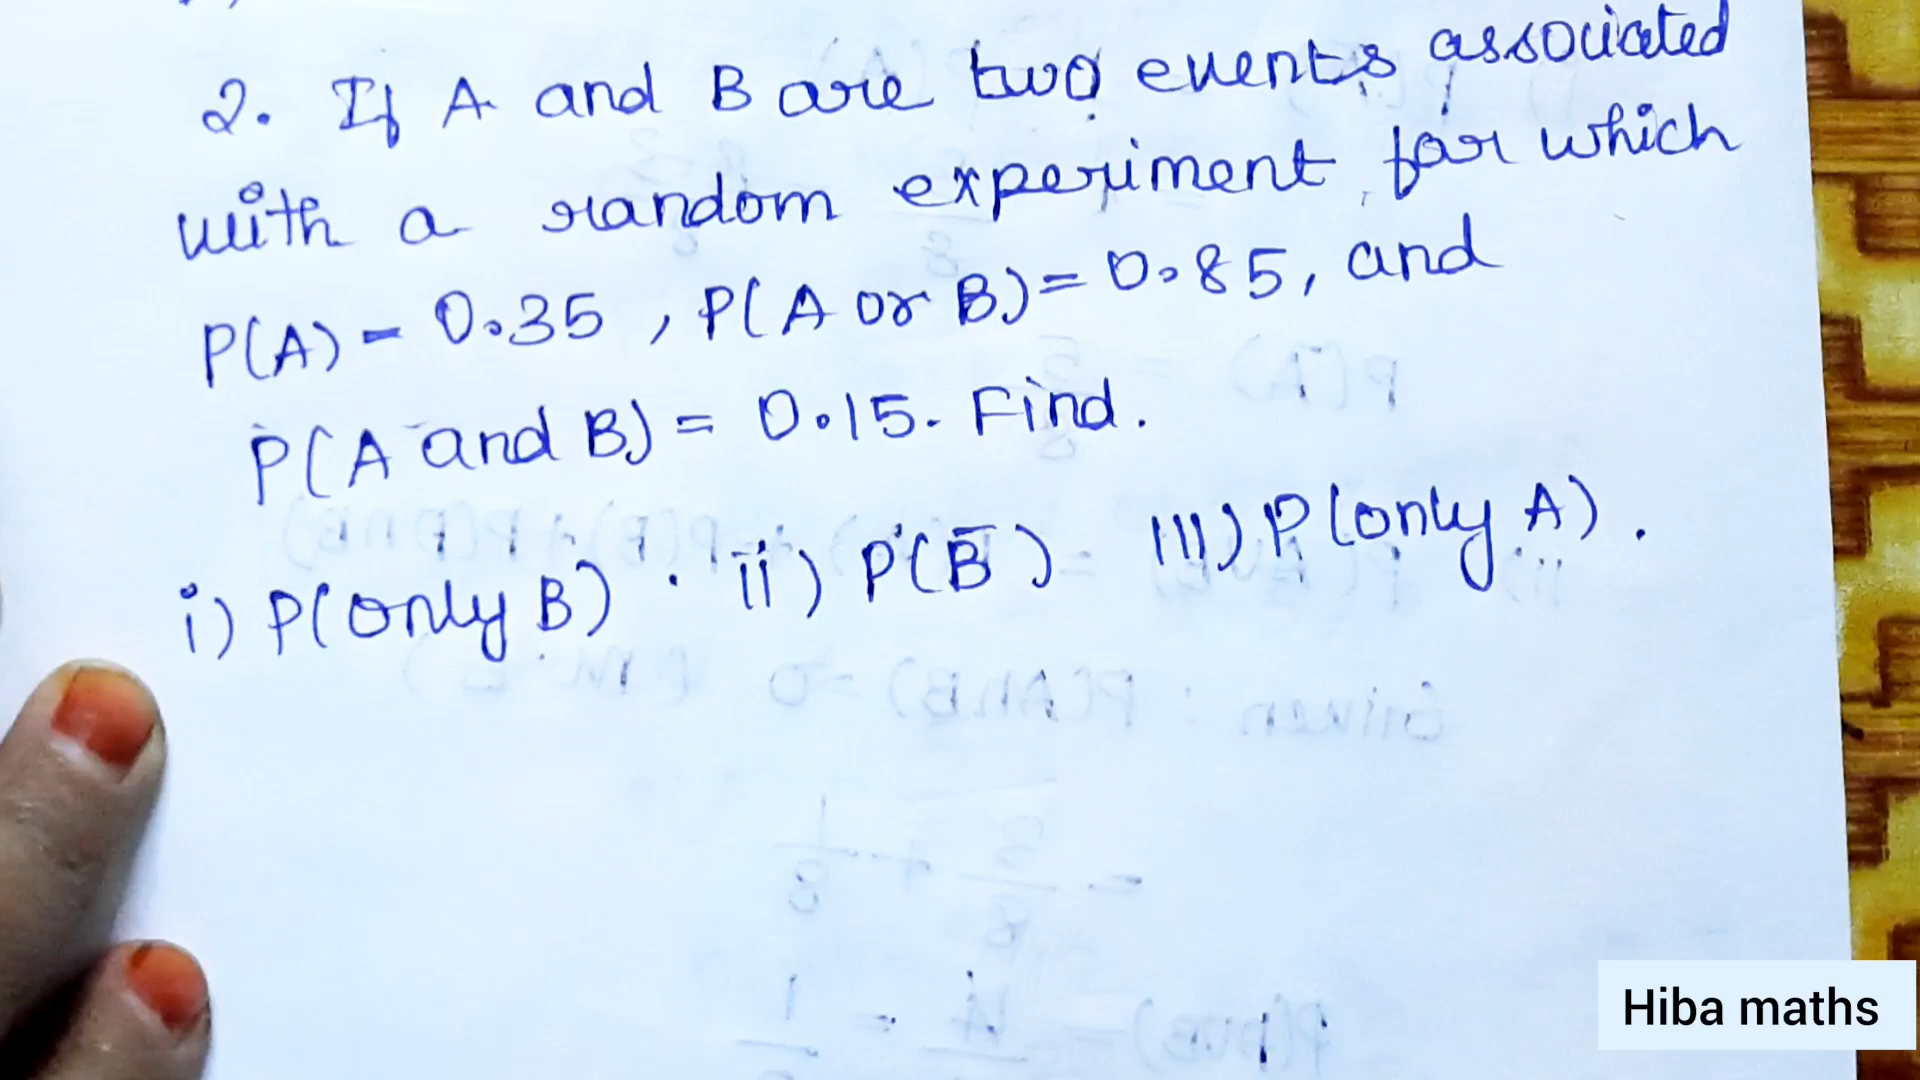 2. If A and B are two events associated
with a random experiment for which
P(A) = 0.35, P(A or B) = 0.85, and
P(A and B) = 0.15. Find.
i) P(only B). ii) P(B̅) III) P(only A).
Hiba maths